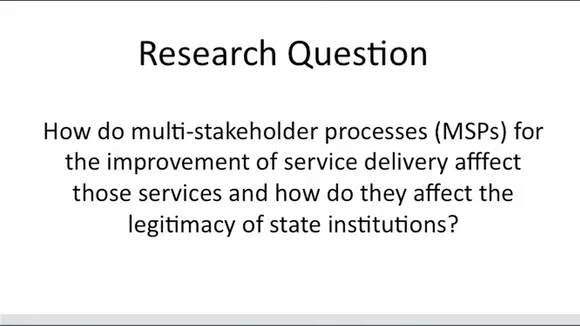 Research Question
How do multi-stakeholder processes (MSPs) for
the improvement of service delivery afffect
those services and how do they affect the
legitimacy of state institutions?